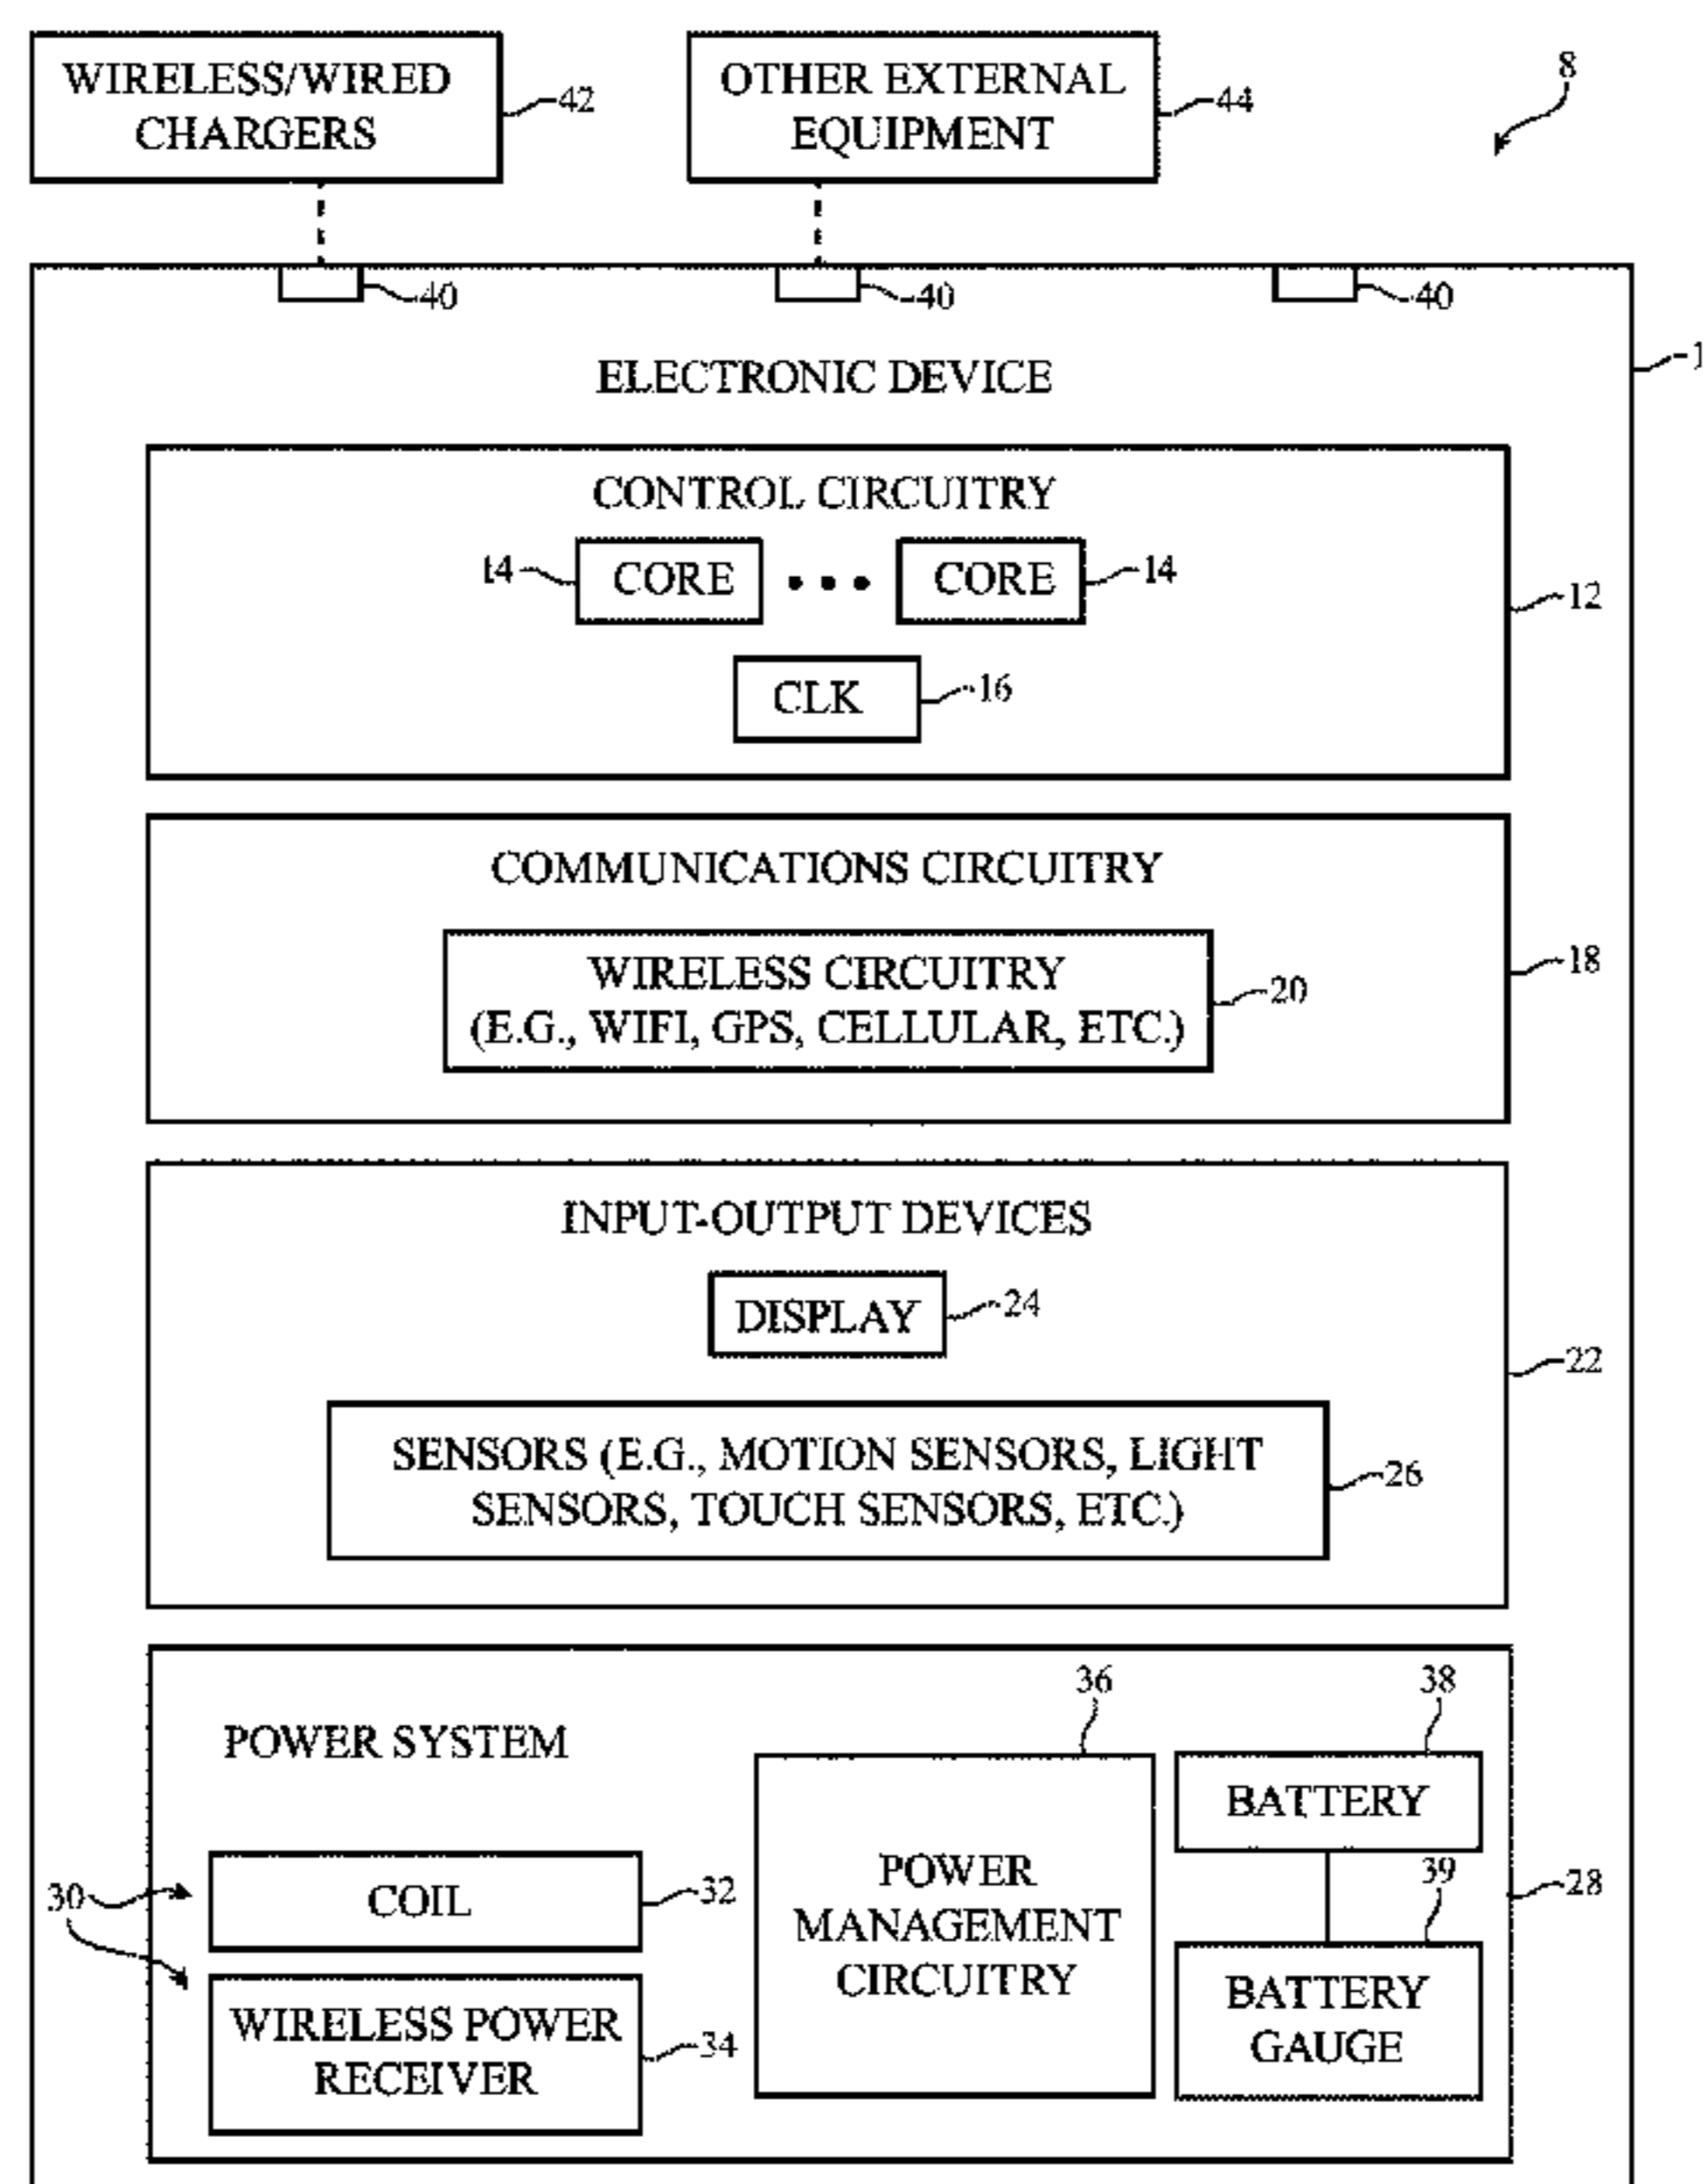 WIRELESS/WIRED
CHARGERS
42
OTHER EXTERNAL
EQUIPMENT
44
8
40
40
40
ELECTRONIC DEVICE
1
CONTROL CIRCUITRY
14
CORE
• • •
CORE
14
12
CLK
16
COMMUNICATIONS CIRCUITRY
WIRELESS CIRCUITRY
(E.G., WIFI, GPS, CELLULAR, ETC.)
20
18
INPUT-OUTPUT DEVICES
DISPLAY
24
22
SENSORS (E.G., MOTION SENSORS, LIGHT
SENSORS, TOUCH SENSORS, ETC.)
26
POWER SYSTEM
36
38
BATTERY
30
COIL
32
POWER
MANAGEMENT
CIRCUITRY
39
28
WIRELESS POWER
RECEIVER
34
BATTERY
GAUGE